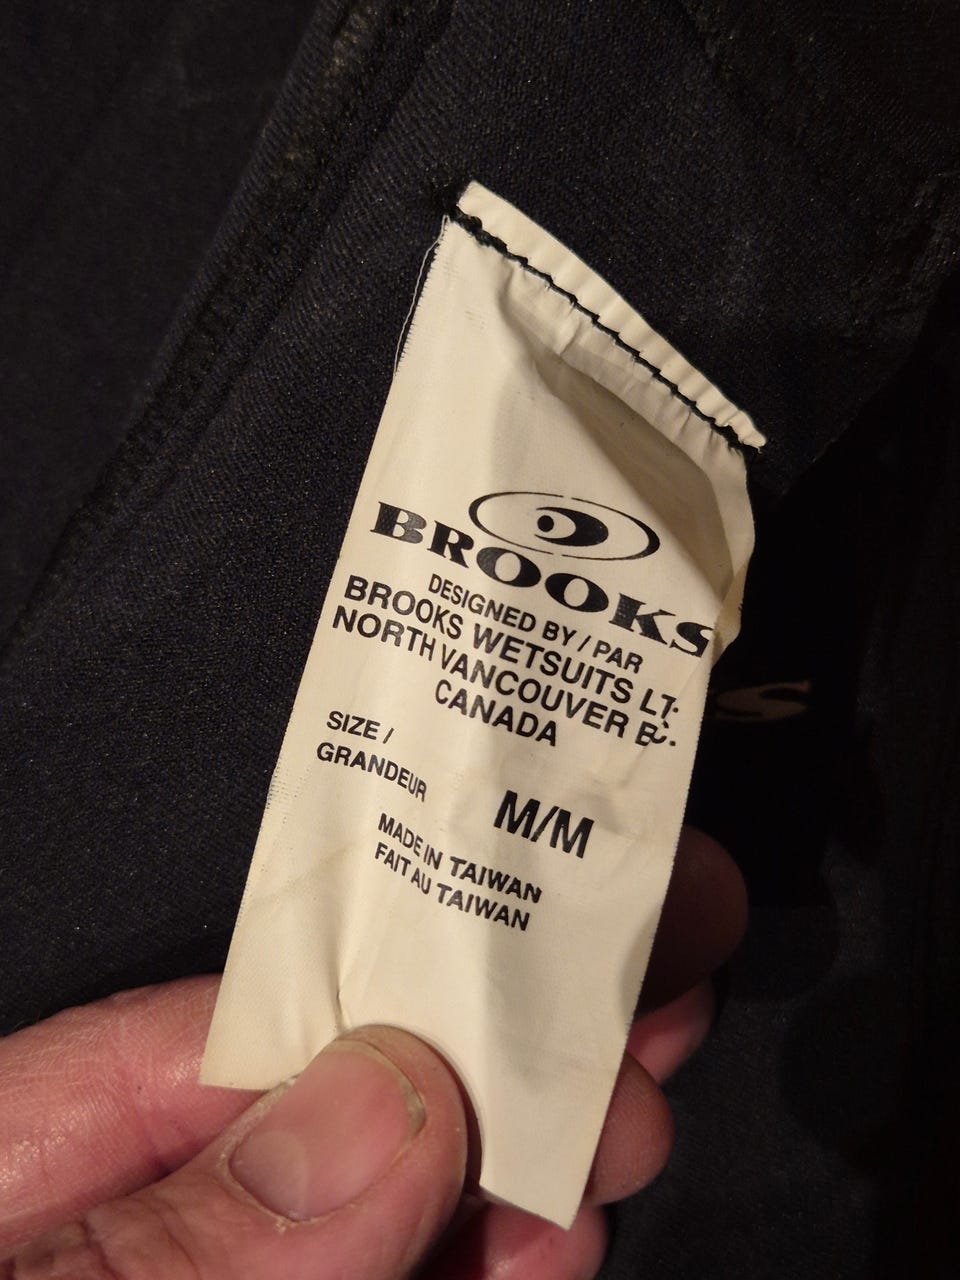 BROOKS
DESIGNED BY / PAR
BROOKS WETSUITS LT.
NORTH VANCOUVER B.C.
CANADA
SIZE /
GRANDEUR
M/M
MADE IN TAIWAN
FAIT AU TAIWAN
S